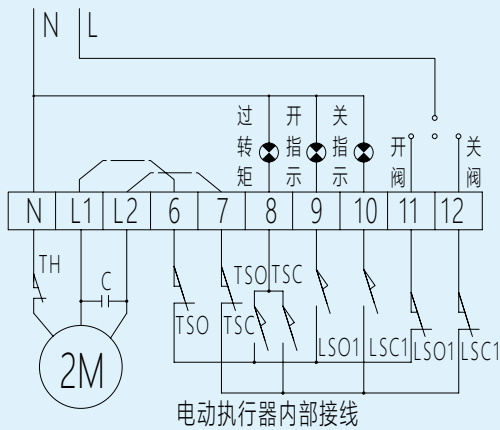 N L
过转矩
开指示
关指示
开阀
关阀
N L1 L2 6 7 8 9 10 11 12
TH
C
TSO
TSC
TSO TSC
LSO1
LSC1
LSO1
LSC1
2M
电动执行器内部接线